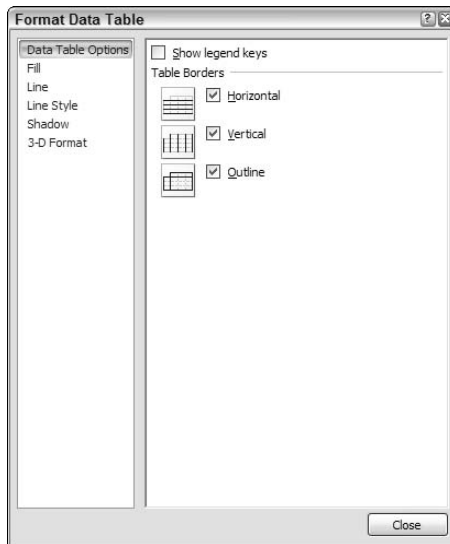 Format Data Table
Data Table Options
Fill
Line
Line Style
Shadow
3-D Format
Show legend keys
Table Borders
Horizontal
Vertical
Outline
Close